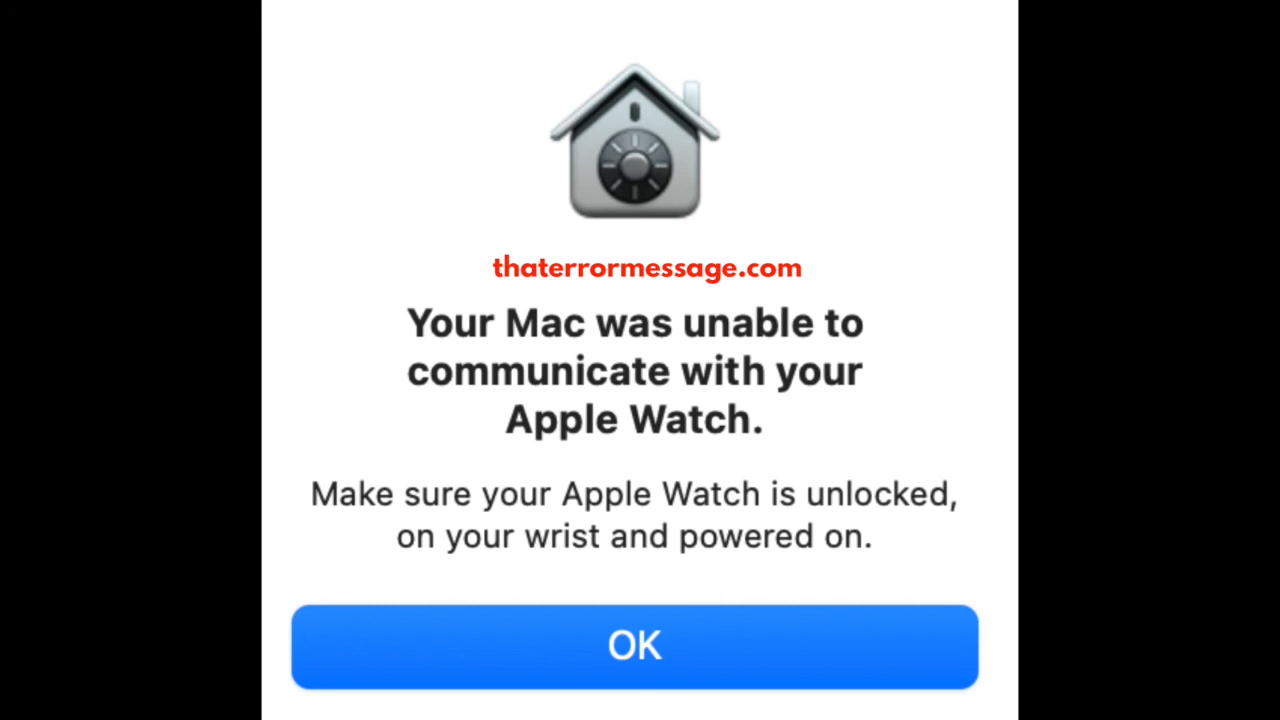 thaterrormessage.com
Your Mac was unable to
communicate with your
Apple Watch.
Make sure your Apple Watch is unlocked,
on your wrist and powered on.
OK